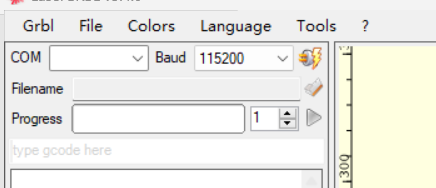 Grbl File Colors Language Tools ?
COM Baud 115200
Filename
Progress 1
type gcode here
300